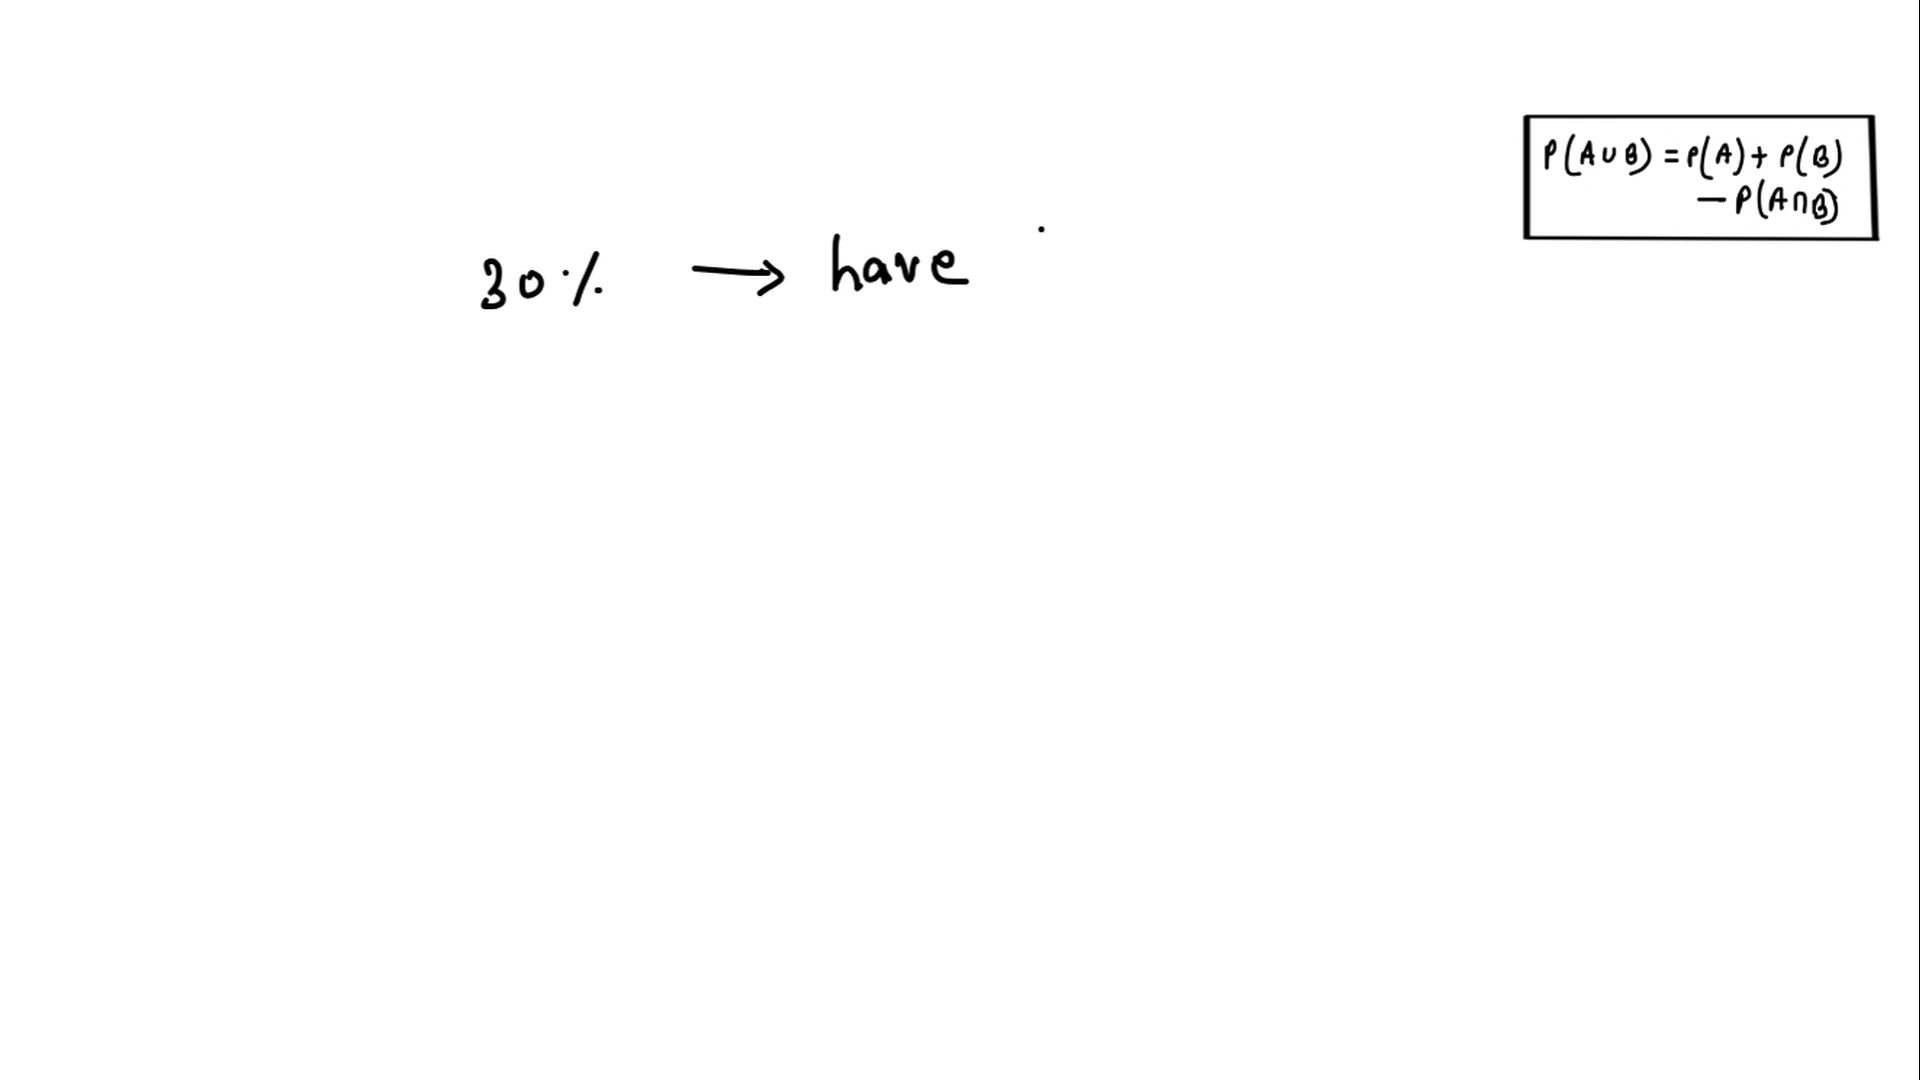 P(A∪B) = P(A) + P(B)
− P(A∩B)
30% → have